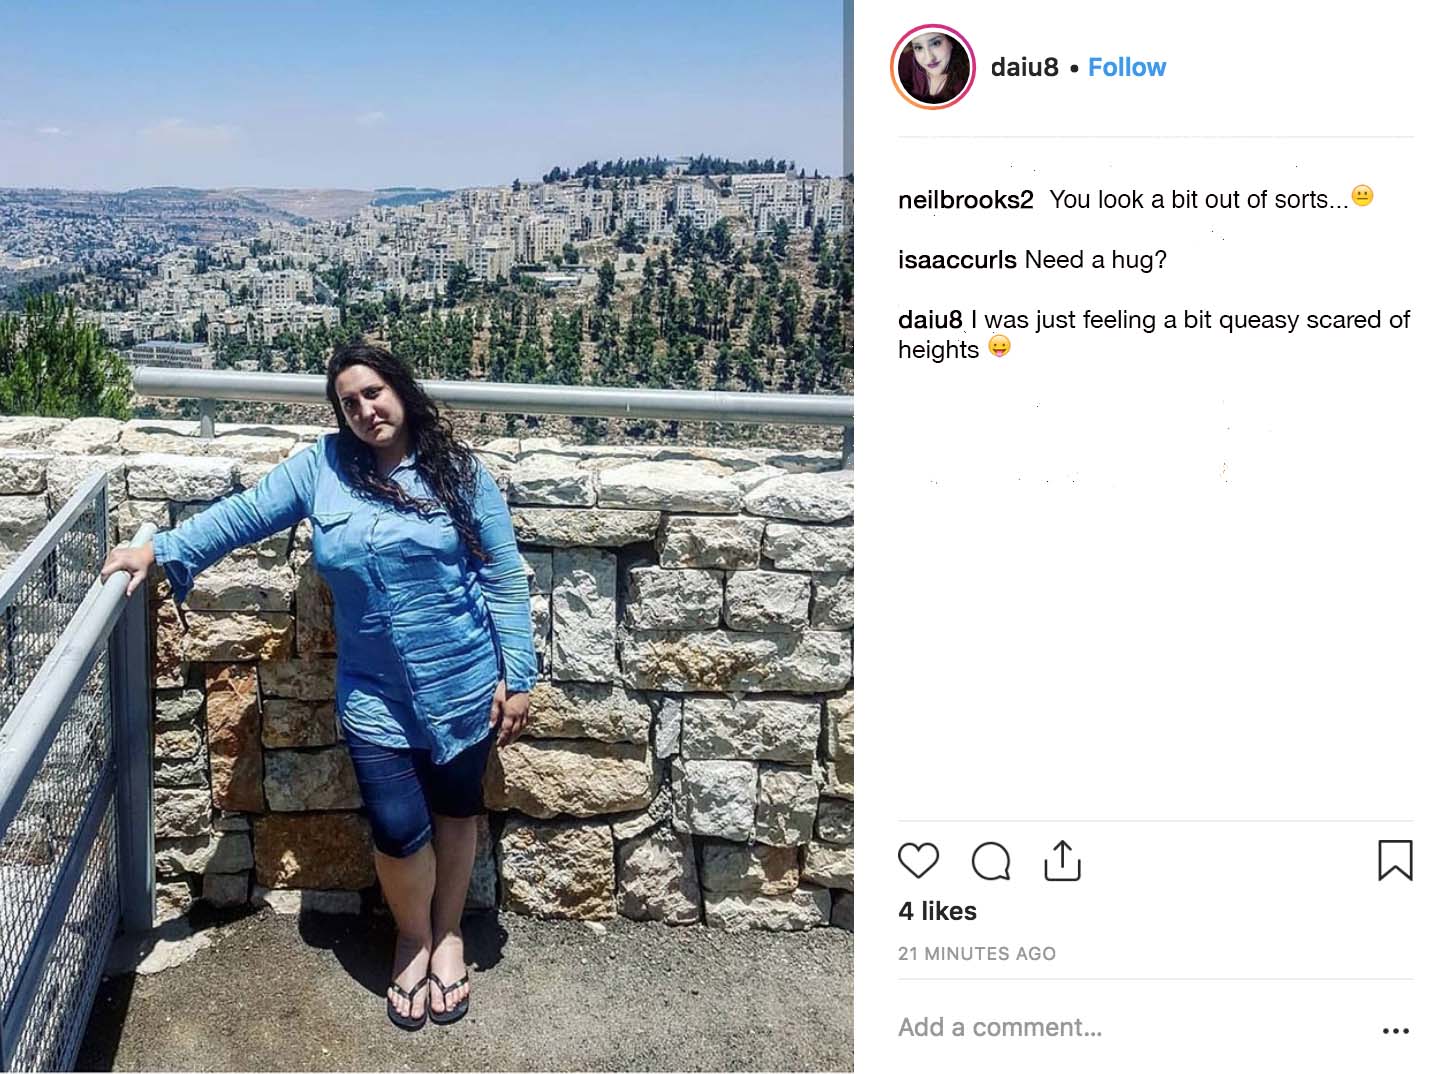 daiu8 • Follow
neilbrooks2 You look a bit out of sorts...😐
isaaccurls Need a hug?
daiu8 I was just feeling a bit queasy scared of
heights 😛
4 likes
21 MINUTES AGO
Add a comment...